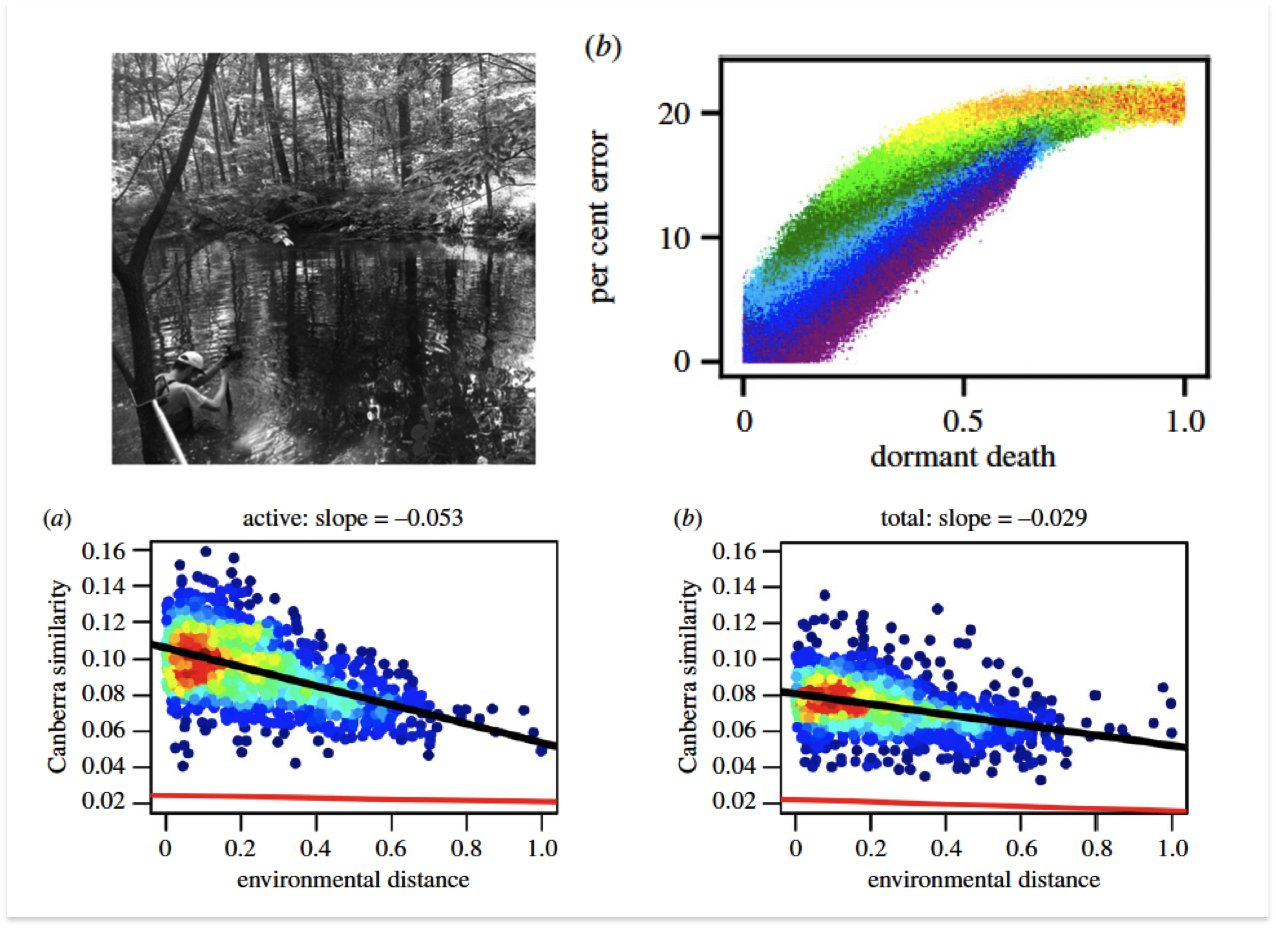 (b)
per cent error
20
10
0
0 0.5 1.0
dormant death
(a) active: slope = –0.053
Canberra similarity
0.16
0.14
0.12
0.10
0.08
0.06
0.04
0.02
0 0.2 0.4 0.6 0.8 1.0
environmental distance
(b) total: slope = –0.029
Canberra similarity
0.16
0.14
0.12
0.10
0.08
0.06
0.04
0.02
0 0.2 0.4 0.6 0.8 1.0
environmental distance